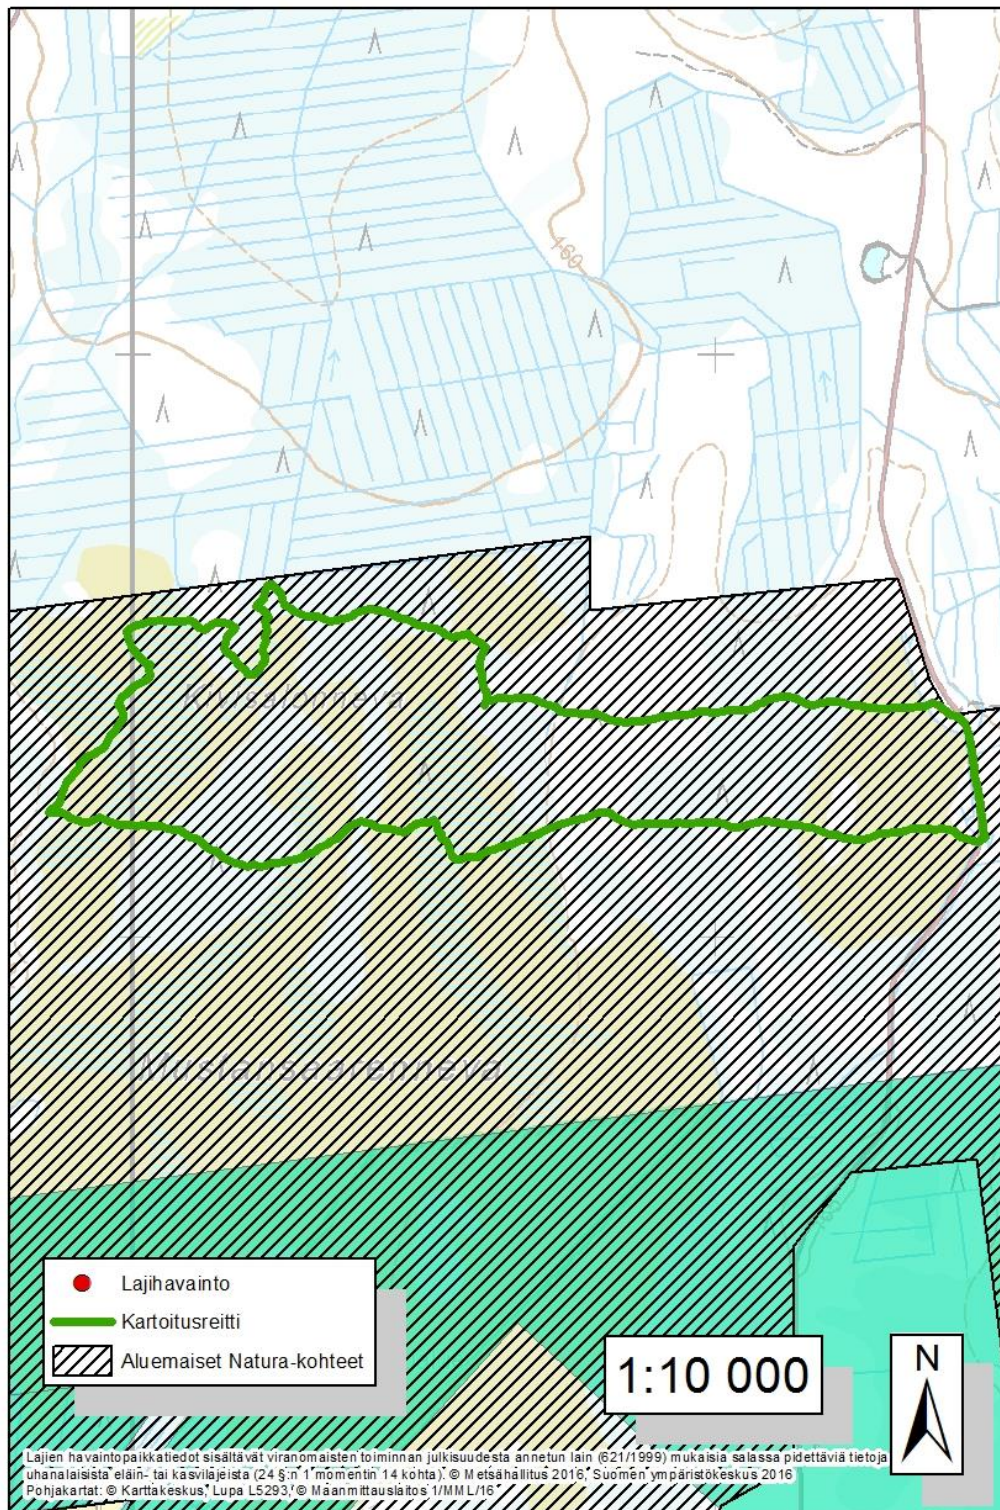 160
Kivisalonneva
Mustansaarenneva
Lajihavainto
Kartoitusreitti
Aluemaiset Natura-kohteet
1:10 000
N
Lajien havaintopaikkatiedot sisältävät viranomaisten toiminnan julkisuudesta annetun lain (621/1999) mukaisia salassa pidettäviä tietoja
uhanalaisista eläin- tai kasvilajeista (24 §:n 1 momentin 14 kohta). © Metsähallitus 2016, Suomen ympäristökeskus 2016
Pohjakartat: © Karttakeskus, Lupa L5293, © Maanmittauslaitos 1/MML/16